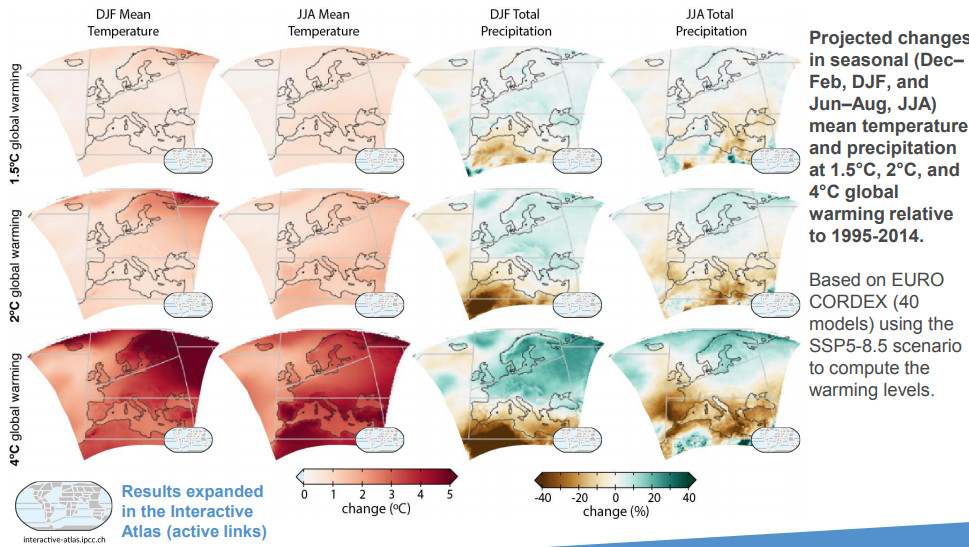 DJF Mean
Temperature
JJA Mean
Temperature
DJF Total
Precipitation
JJA Total
Precipitation
1.5ºC global warming
2ºC global warming
4ºC global warming
Projected changes
in seasonal (Dec–
Feb, DJF, and
Jun–Aug, JJA)
mean temperature
and precipitation
at 1.5°C, 2°C, and
4°C global
warming relative
to 1995-2014.
Based on EURO
CORDEX (40
models) using the
SSP5-8.5 scenario
to compute the
warming levels.
0 1 2 3 4 5
change (ºC)
-40 -20 0 20 40
change (%)
interactive-atlas.ipcc.ch
Results expanded
in the Interactive
Atlas (active links)